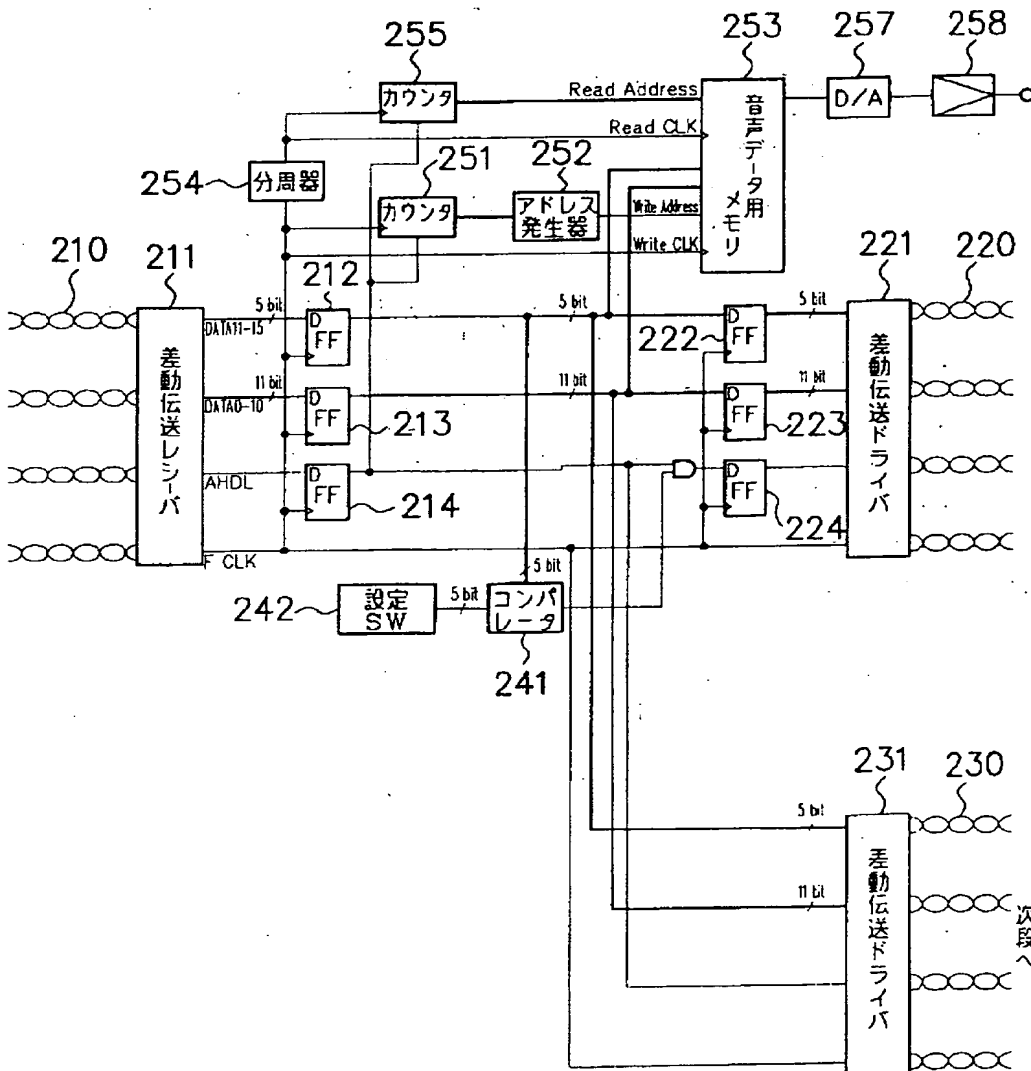 255
253
257
258
カウンタ
Read Address
音声データ用メモリ
D/A
Read CLK
254
分周器
251
252
カウンタ
アドレス発生器
Write Address
Write CLK
210
211
212
221
220
差動伝送レシーバ
5 bit
DATA11-15
D
FF
5 bit
222
D
FF
5 bit
差動伝送ドライバ
11 bit
DATA0-10
D
FF
213
11 bit
D
FF
11 bit
223
AHDL
D
FF
214
D
FF
224
F CLK
5 bit
242
設定
SW
5 bit
コンパレータ
241
231
230
5 bit
差動伝送ドライバ
11 bit
次段へ